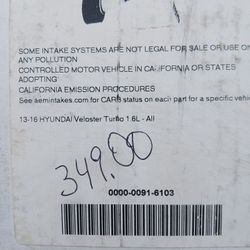 SOME INTAKE SYSTEMS ARE NOT LEGAL FOR SALE OR USE ON
ANY POLLUTION
CONTROLLED MOTOR VEHICLE IN CALIFORNIA OR STATES
ADOPTING
CALIFORNIA EMISSION PROCEDURES
See aemintakes.com for CARB status on each part for a specific vehic
13-16 HYUNDAI Veloster Turbo 1.6L - All
349.00
0000-0091-6103